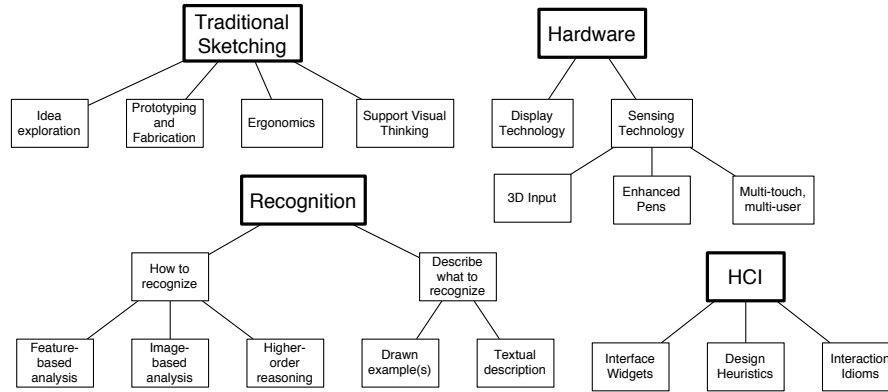 Traditional
Sketching
Idea
exploration
Prototyping
and
Fabrication
Ergonomics
Support Visual
Thinking
Hardware
Display
Technology
Sensing
Technology
3D Input
Enhanced
Pens
Multi-touch,
multi-user
Recognition
How to
recognize
Describe
what to
recognize
Feature-
based
analysis
Image-
based
analysis
Higher-
order
reasoning
Drawn
example(s)
Textual
description
HCI
Interface
Widgets
Design
Heuristics
Interaction
Idioms